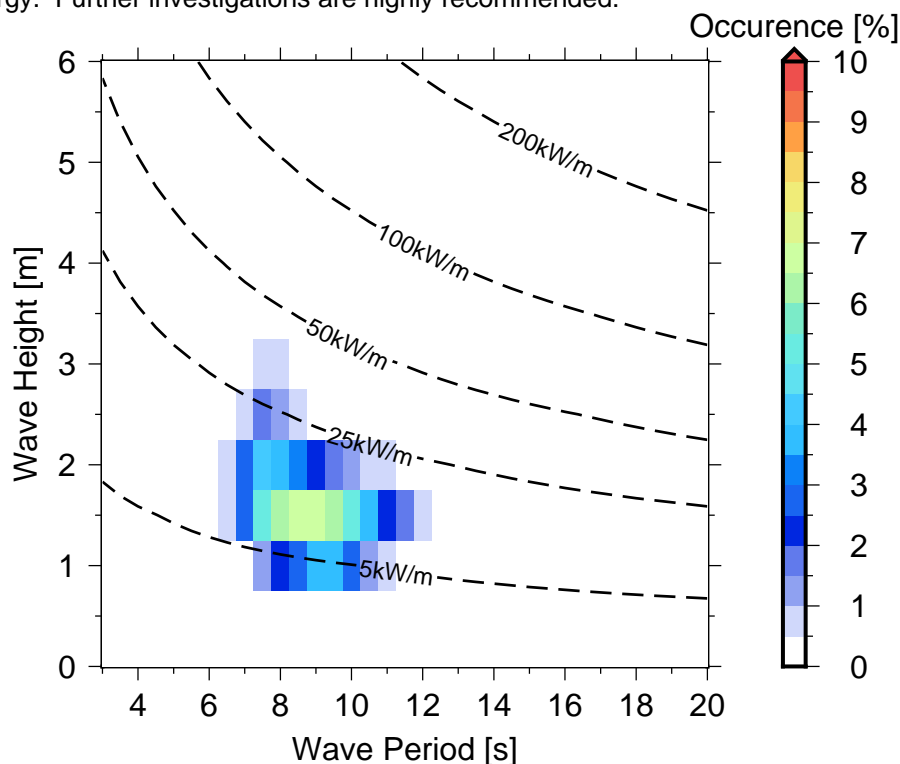 rgy. Further investigations are highly recommended.
Occurence [%]
6
5
4
3
2
1
0
Wave Height [m]
200kW/m
100kW/m
50kW/m
25kW/m
5kW/m
4 6 8 10 12 14 16 18 20
Wave Period [s]
10
9
8
7
6
5
4
3
2
1
0